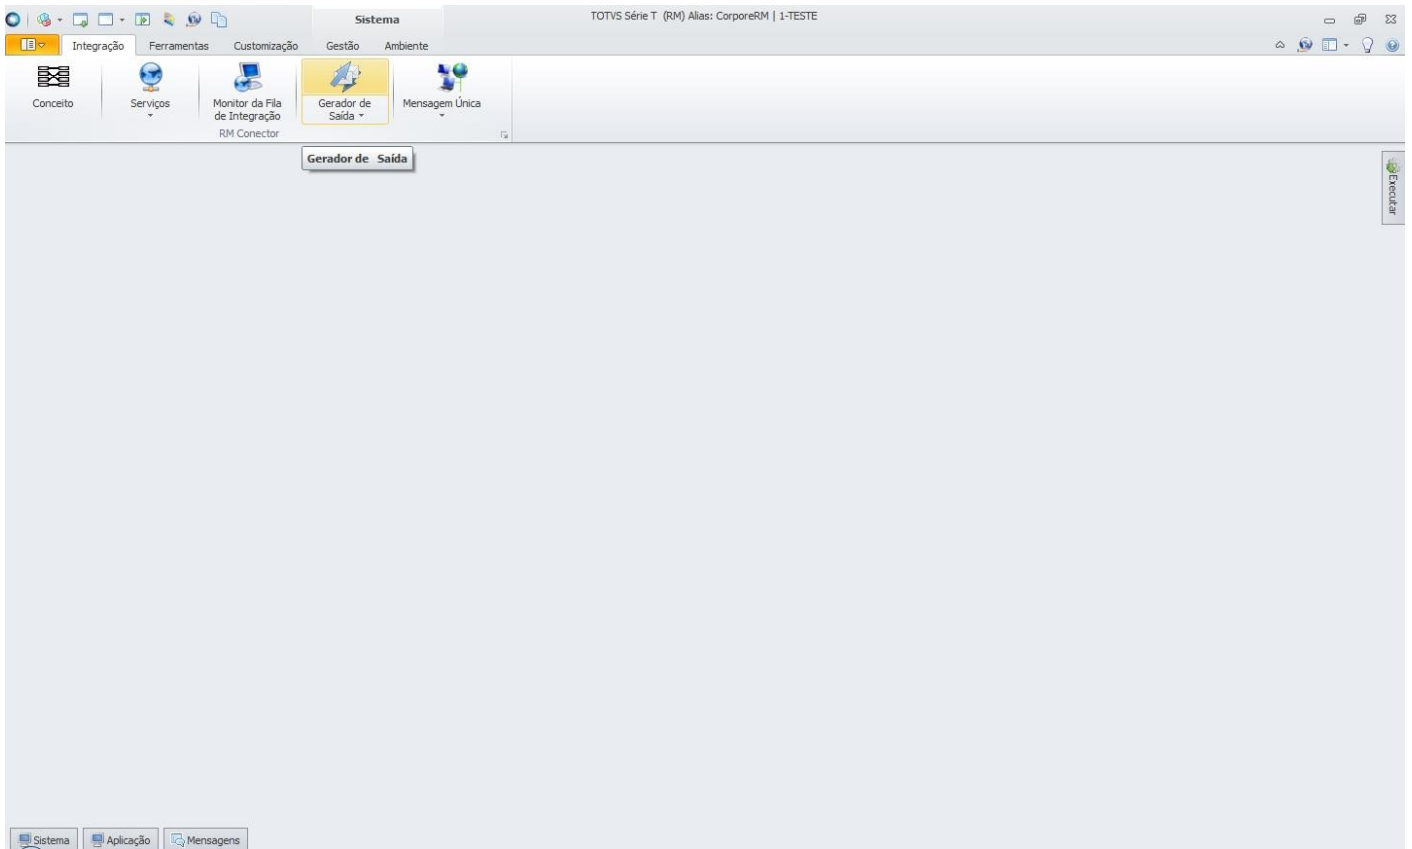 Sistema
TOTVS Série T (RM) Alias: CorporeRM | 1-TESTE
Integração
Ferramentas
Customização
Gestão
Ambiente
Conceito
Serviços
Monitor da Fila
de Integração
Gerador de
Saída
Mensagem Única
RM Conector
Gerador de Saída
Executar
Sistema
Aplicação
Mensagens